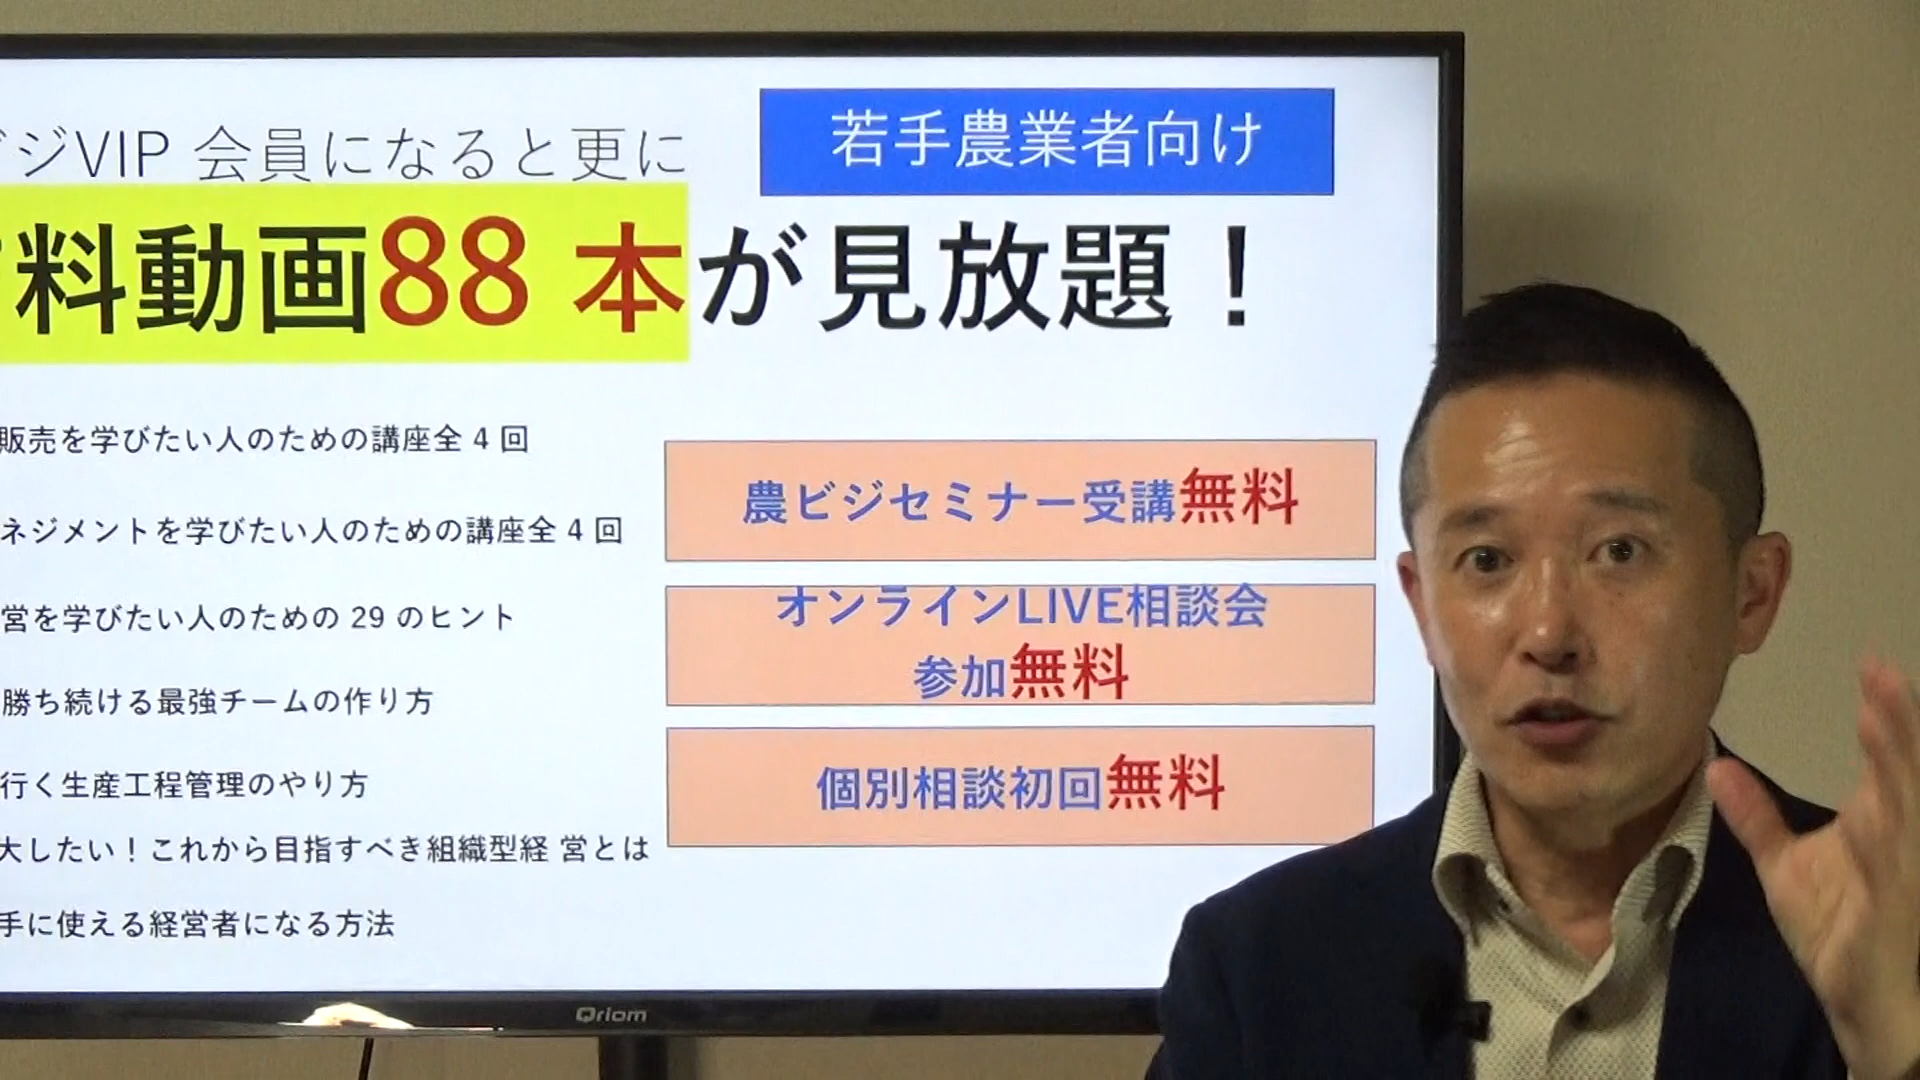 ジVIP 会員になると更に
若手農業者向け
料動画88 本が見放題！
販売を学びたい人のための講座全 4 回
ネジメントを学びたい人のための講座全 4 回
営を学びたい人のための 29 のヒント
勝ち続ける最強チームの作り方
行く生産工程管理のやり方
大したい！これから目指すべき組織型経 営とは
手に使える経営者になる方法
農ビジセミナー受講無料
オンラインLIVE相談会
参加無料
個別相談初回無料
Qriom